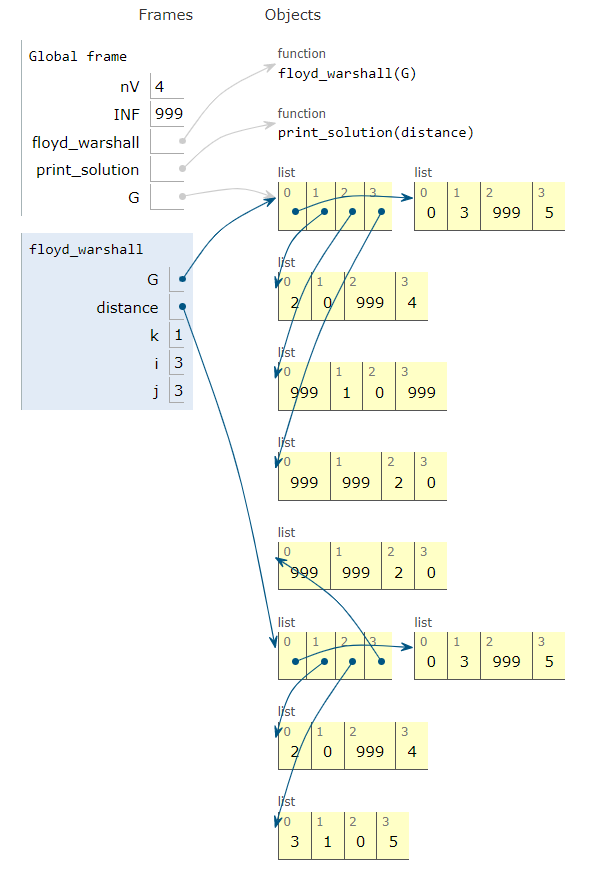 Frames Objects
Global frame
nV 4
INF 999
floyd_warshall
print_solution
G
function
floyd_warshall(G)
function
print_solution(distance)
list
0 1 2 3
list
0 1 2 3
0 3 999 5
floyd_warshall
G
distance
k 1
i 3
j 3
list
0 1 2 3
2 0 999 4
list
0 1 2 3
999 1 0 999
list
0 1 2 3
999 999 2 0
list
0 1 2 3
999 999 2 0
list
0 1 2 3
list
0 1 2 3
0 3 999 5
list
0 1 2 3
2 0 999 4
list
0 1 2 3
3 1 0 5